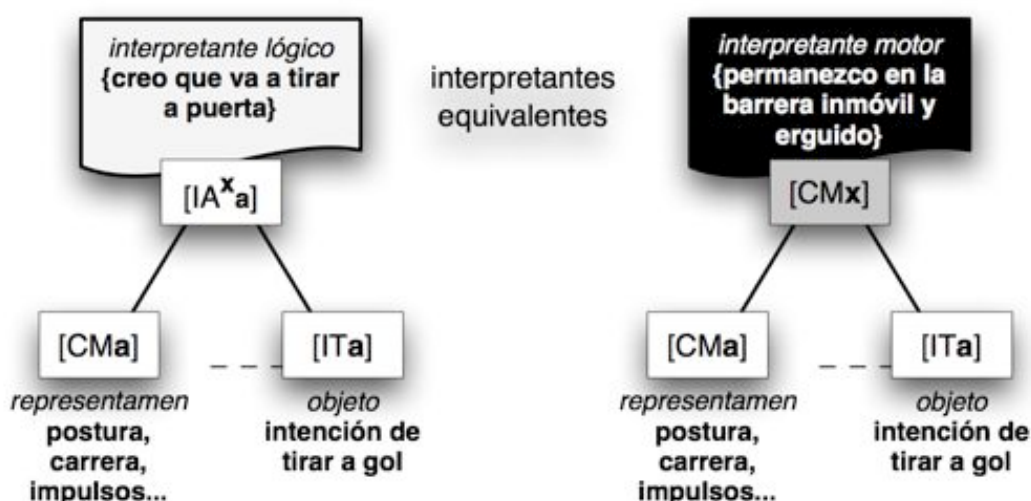 interpretante lógico
{creo que va a tirar
a puerta}
interpretantes
equivalentes
interpretante motor
{permanezco en la
barrera inmóvil y
erguido}
[IAˣa]
[CMx]
[CMa]
[ITa]
representamen
postura,
carrera,
impulsos...
objeto
intención de
tirar a gol
[CMa]
[ITa]
representamen
postura,
carrera,
impulsos...
objeto
intención de
tirar a gol